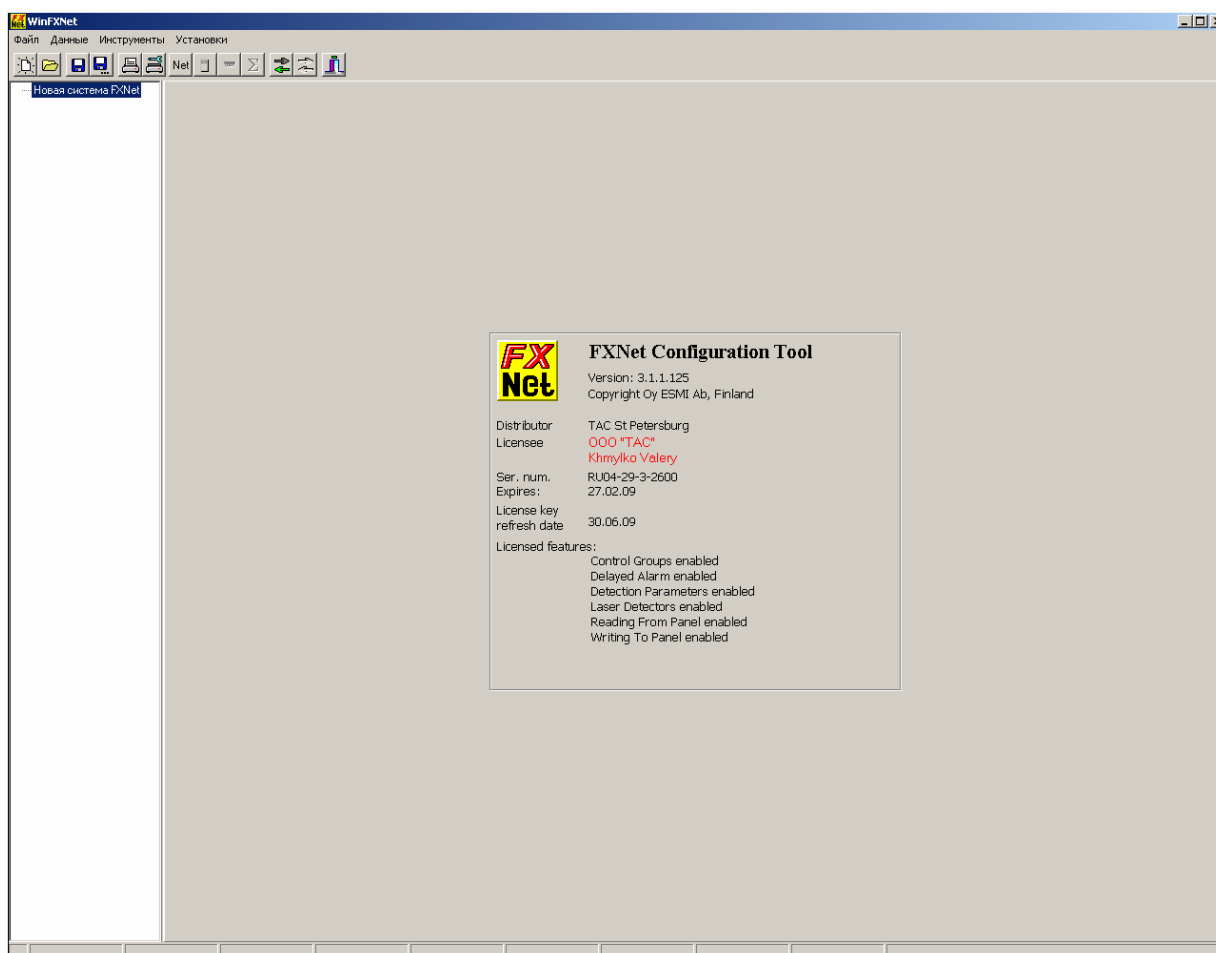 WinFXNet
Файл Данные Инструменты Установки
Net Σ
Новая система FXNet
FX
Net
FXNet Configuration Tool
Version: 3.1.1.125
Copyright Oy ESMI Ab, Finland
Distributor TAC St Petersburg
Licensee ООО "ТАС"
Khmylko Valery
Ser. num. RU04-29-3-2600
Expires: 27.02.09
License key
refresh date 30.06.09
Licensed features:
Control Groups enabled
Delayed Alarm enabled
Detection Parameters enabled
Laser Detectors enabled
Reading From Panel enabled
Writing To Panel enabled